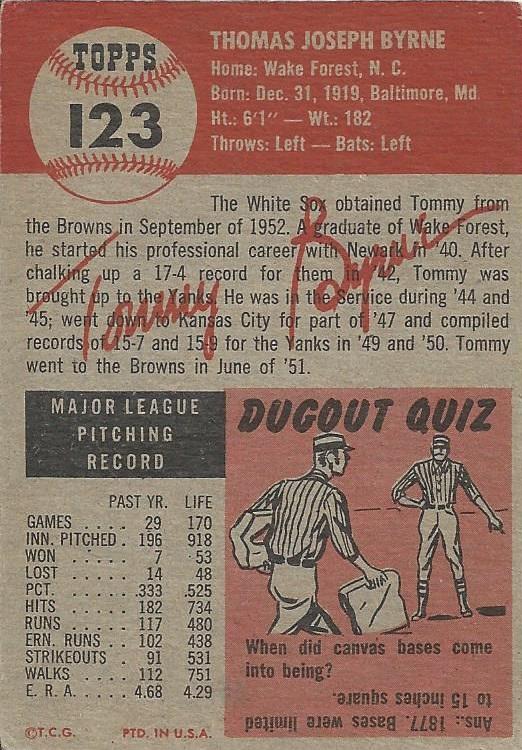 TOPPS
123
THOMAS JOSEPH BYRNE
Home: Wake Forest, N. C.
Born: Dec. 31, 1919, Baltimore, Md.
Ht.: 6'1" — Wt.: 182
Throws: Left — Bats: Left
The White Sox obtained Tommy from
the Browns in September of 1952. A graduate of Wake Forest,
he started his professional career with Newark in '40. After
chalking up a 17-4 record for them in '42, Tommy was
brought up to the Yanks. He was in the Service during '44 and
'45; went down to Kansas City for part of '47 and compiled
records of 15-7 and 15-9 for the Yanks in '49 and '50. Tommy
went to the Browns in June of '51.
Tommy Byrne
MAJOR LEAGUE
PITCHING
RECORD
PAST YR. LIFE
GAMES . . . . 29 170
INN. PITCHED . 196 918
WON . . . . . 7 53
LOST . . . . . 14 48
PCT. . . . . . .333 .525
HITS . . . . . 182 734
RUNS . . . . . 117 480
ERN. RUNS . . 102 438
STRIKEOUTS . 91 531
WALKS . . . . 112 751
E. R. A. . . . . 4.68 4.29
©T.C.G. PTD. IN U.S.A.
DUGOUT QUIZ
When did canvas bases come
into being?
Ans.: 1877. Bases were limited
to 15 inches square.